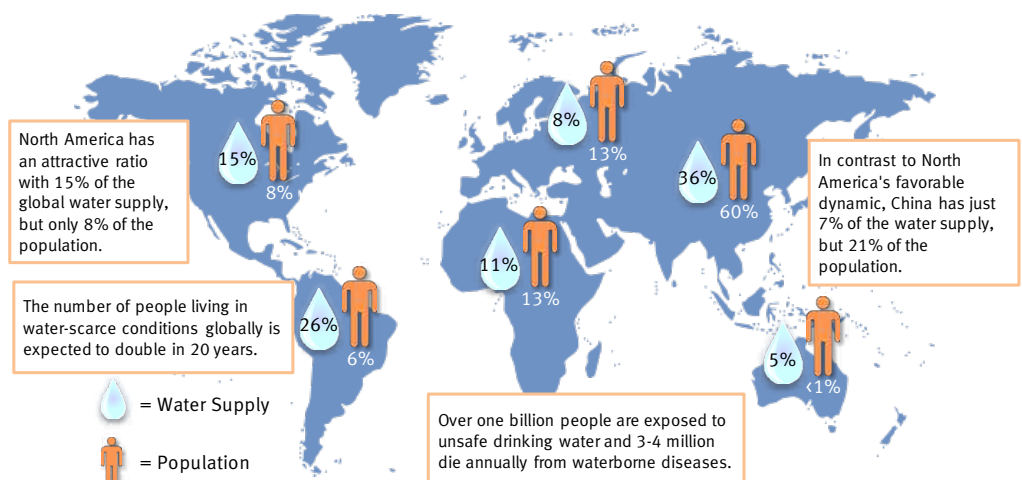 North America has
an attractive ratio
with 15% of the
global water supply,
but only 8% of the
population.
15%
8%
8%
13%
36%
60%
In contrast to North
America's favorable
dynamic, China has just
7% of the water supply,
but 21% of the
population.
11%
13%
The number of people living in
water-scarce conditions globally is
expected to double in 20 years.
26%
6%
5%
<1%
= Water Supply
= Population
Over one billion people are exposed to
unsafe drinking water and 3-4 million
die annually from waterborne diseases.